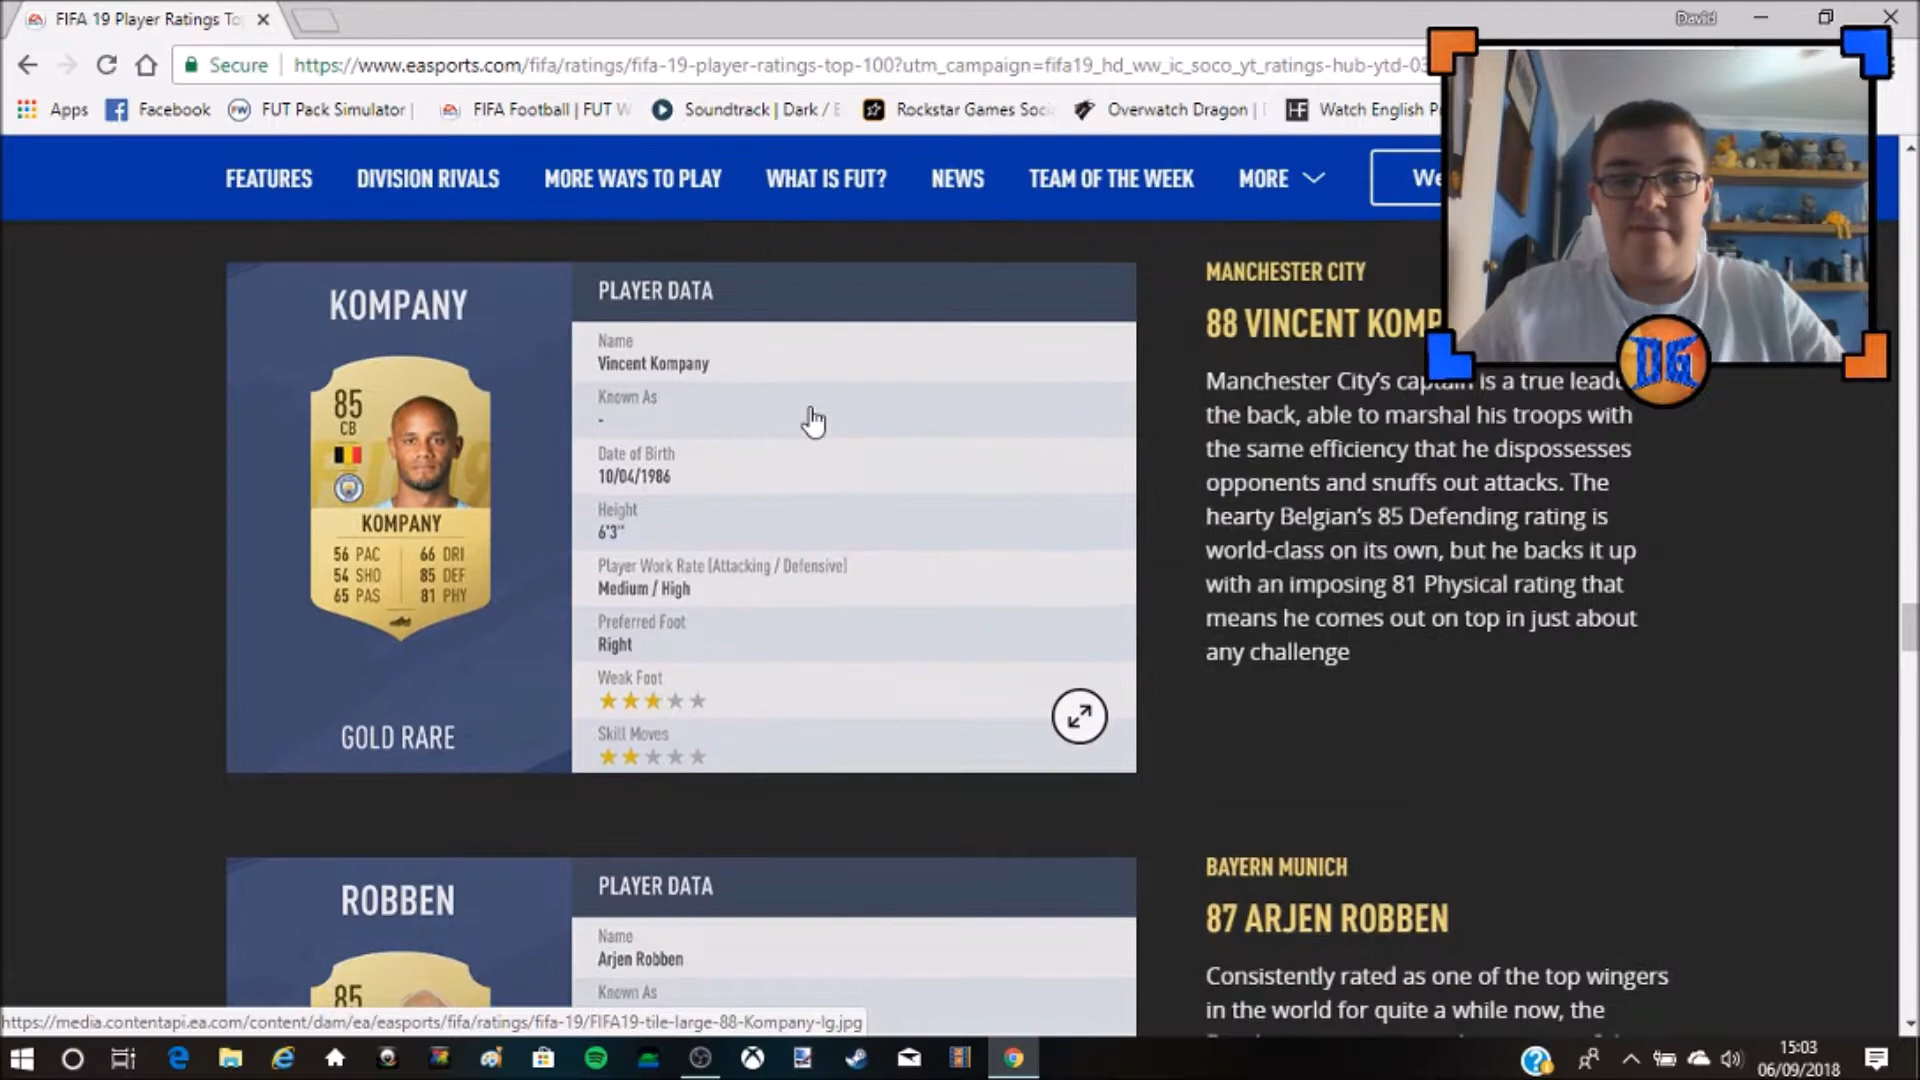 FIFA 19 Player Ratings To
David
Secure
https://www.easports.com/fifa/ratings/fifa-19-player-ratings-top-100?utm_campaign=fifa19_hd_ww_ic_soco_yt_ratings-hub-ytd-03
Apps
Facebook
FUT Pack Simulator |
FIFA Football | FUT W
Soundtrack | Dark / E
Rockstar Games Soci
Overwatch Dragon |
Watch English P
FEATURES
DIVISION RIVALS
MORE WAYS TO PLAY
WHAT IS FUT?
NEWS
TEAM OF THE WEEK
MORE
We
DG
KOMPANY
85
CB
KOMPANY
56 PAC 66 DRI
54 SHO 85 DEF
65 PAS 81 PHY
GOLD RARE
PLAYER DATA
Name
Vincent Kompany
Known As
-
Date of Birth
10/04/1986
Height
6'3"
Player Work Rate (Attacking / Defensive)
Medium / High
Preferred Foot
Right
Weak Foot
Skill Moves
MANCHESTER CITY
88 VINCENT KOMP
Manchester City's captain is a true leade
the back, able to marshal his troops with
the same efficiency that he dispossesses
opponents and snuffs out attacks. The
hearty Belgian's 85 Defending rating is
world-class on its own, but he backs it up
with an imposing 81 Physical rating that
means he comes out on top in just about
any challenge
ROBBEN
85
PLAYER DATA
Name
Arjen Robben
Known As
BAYERN MUNICH
87 ARJEN ROBBEN
Consistently rated as one of the top wingers
in the world for quite a while now, the
https://media.contentapi.ea.com/content/dam/ea/easports/fifa/ratings/fifa-19/FIFA19-tile-large-88-Kompany-lg.jpg
15:03
06/09/2018